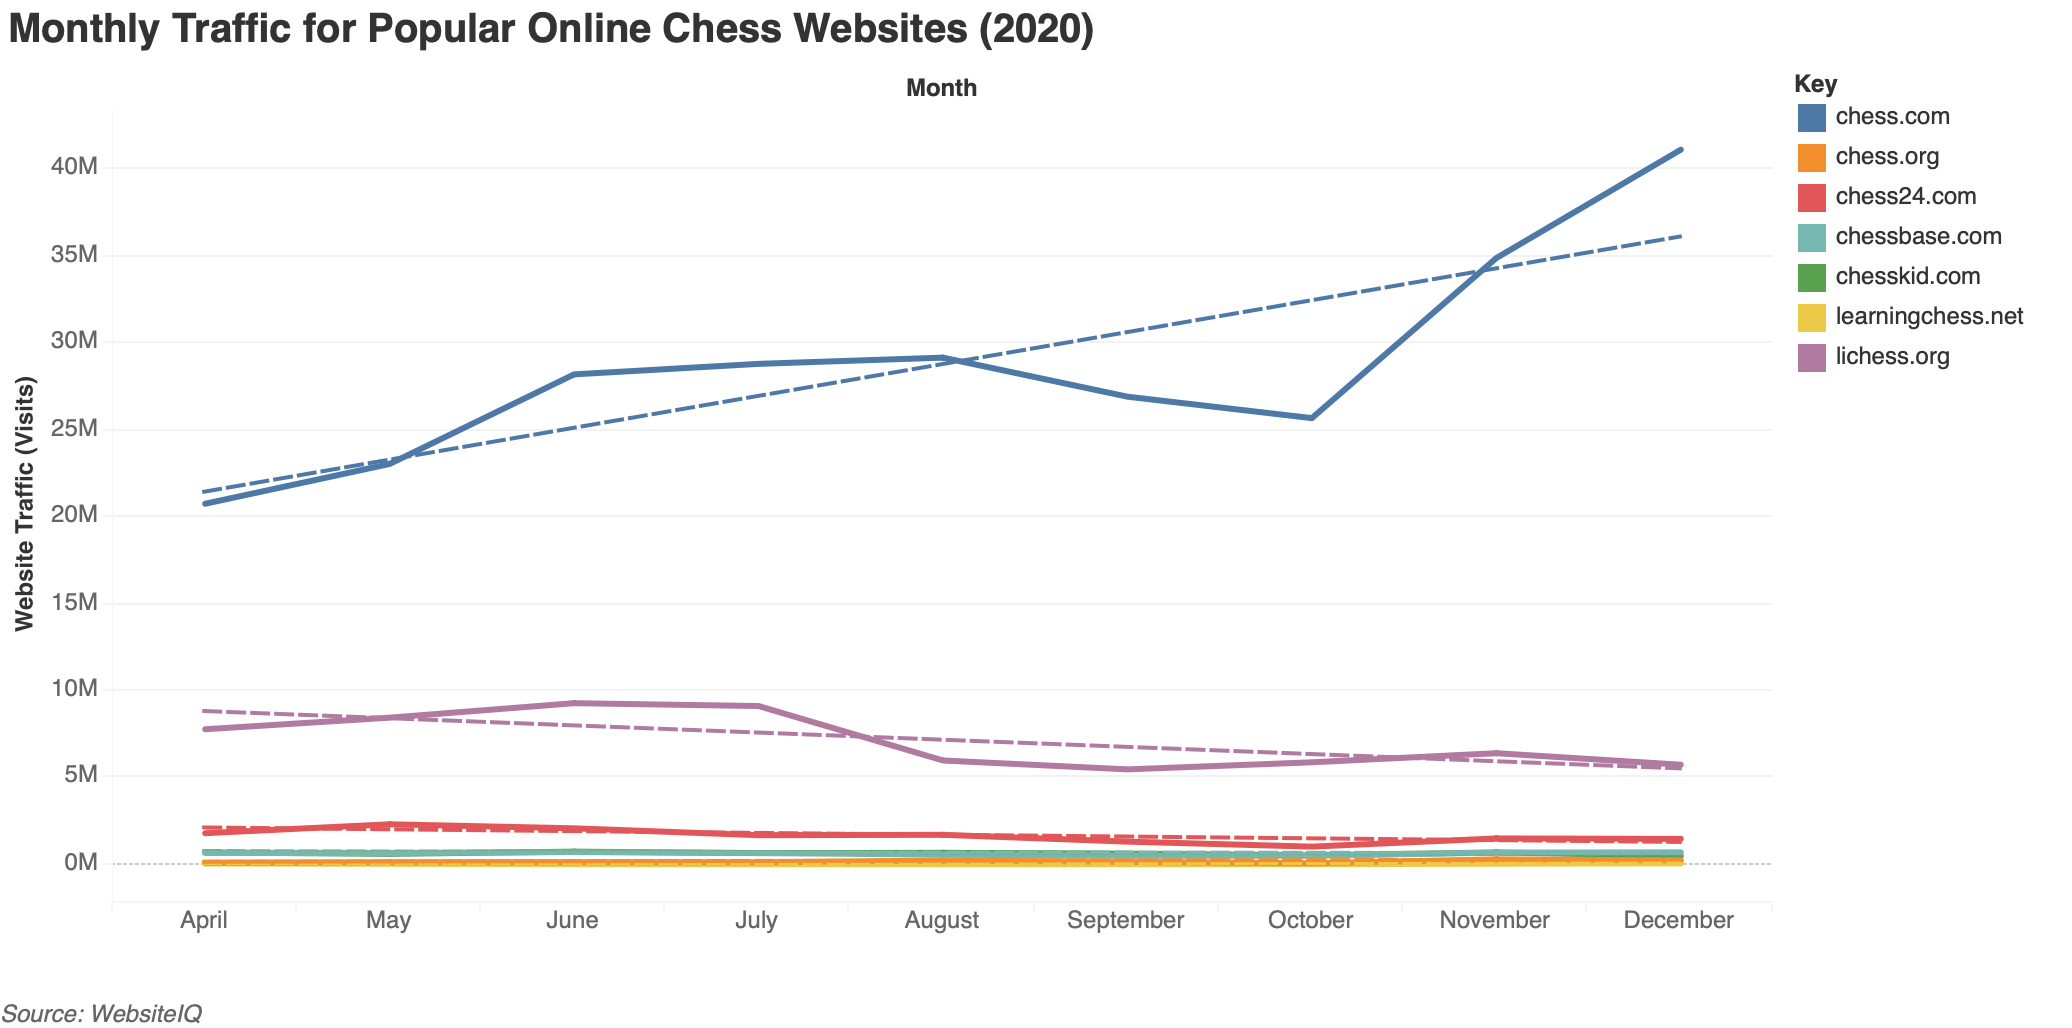 Monthly Traffic for Popular Online Chess Websites (2020)
Month
Key
chess.com
chess.org
chess24.com
chessbase.com
chesskid.com
learningchess.net
lichess.org
Website Traffic (Visits)
40M
35M
30M
25M
20M
15M
10M
5M
0M
April May June July August September October November December
Source: WebsiteIQ